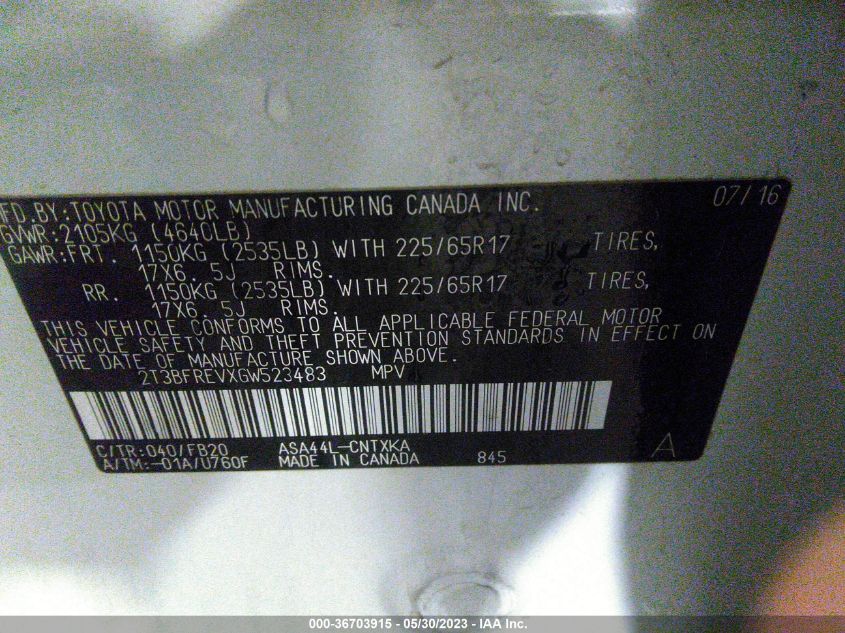 07/16
MFD.BY:TOYOTA MOTOR MANUFACTURING CANADA INC.
GVWR:2105KG (4640LB)
GAWR:FRT. 1150KG (2535LB) WITH 225/65R17 TIRES,
17X6. 5J RIMS.
RR. 1150KG (2535LB) WITH 225/65R17 TIRES,
17X6. 5J RIMS.
THIS VEHICLE CONFORMS TO ALL APPLICABLE FEDERAL MOTOR
VEHICLE SAFETY AND THEFT PREVENTION STANDARDS IN EFFECT ON
THE DATE OF MANUFACTURE SHOWN ABOVE.
2T3BFREVXGW523483 MPV
C/TR:040/FB20 ASA44L-CNTXKA
A/TM:-01A/U760F MADE IN CANADA 845 A
000-36703915 - 05/30/2023 - IAA Inc.